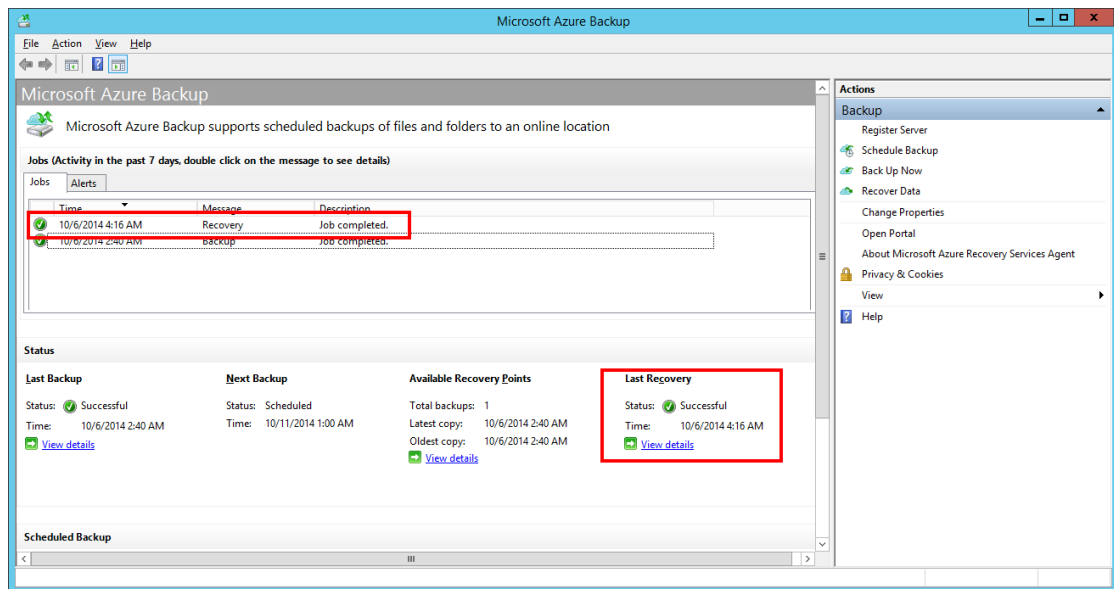 Microsoft Azure Backup
File Action View Help
Microsoft Azure Backup
Microsoft Azure Backup supports scheduled backups of files and folders to an online location
Jobs (Activity in the past 7 days, double click on the message to see details)
Jobs Alerts
Time Message Description
10/6/2014 4:16 AM Recovery Job completed.
10/6/2014 2:40 AM Backup Job completed.
Status
Last Backup Next Backup Available Recovery Points Last Recovery
Status: Successful Status: Scheduled Total backups: 1 Status: Successful
Time: 10/6/2014 2:40 AM Time: 10/11/2014 1:00 AM Latest copy: 10/6/2014 2:40 AM Time: 10/6/2014 4:16 AM
View details Oldest copy: 10/6/2014 2:40 AM View details
View details
Scheduled Backup
Actions
Backup
Register Server
Schedule Backup
Back Up Now
Recover Data
Change Properties
Open Portal
About Microsoft Azure Recovery Services Agent
Privacy & Cookies
View
Help